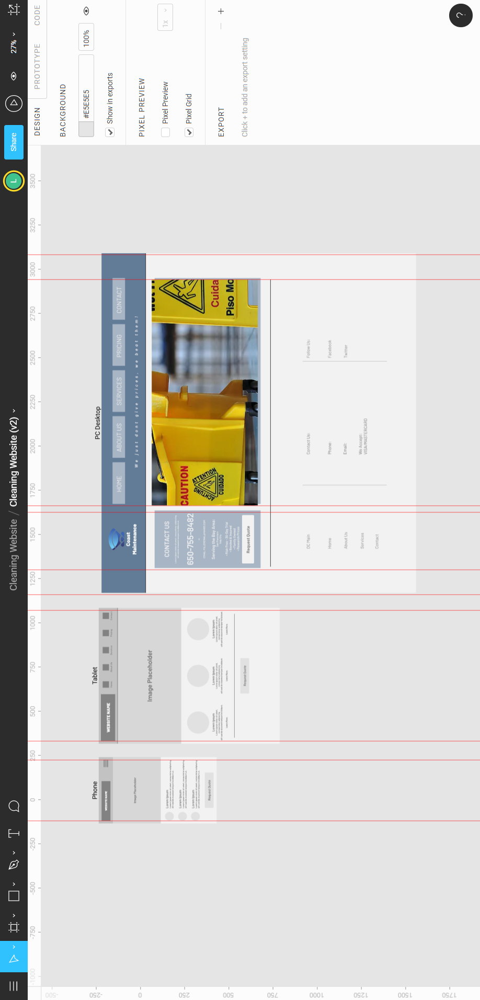 Cleaning Website / Cleaning Website (v2)
L
Share
27%
DESIGN
PROTOTYPE
CODE
BACKGROUND
#E5E5E5
100%
Show in exports
PIXEL PREVIEW
Pixel Preview
1x
Pixel Grid
EXPORT
Click + to add an export setting
?
-1000
-750
-500
-250
0
250
500
750
1000
1250
1500
1750
2000
2250
2500
2750
3000
3250
3500
-500
-250
0
250
500
750
1000
1250
1500
1750
Phone
WEBSITE NAME
Image Placeholder
Lorem Ipsum
Lorem Ipsum
Lorem Ipsum
Request Quote
Tablet
WEBSITE NAME
Image Placeholder
Lorem Ipsum
Lorem Ipsum
Lorem Ipsum
Request Quote
PC Desktop
Coast
Maintenance
HOME
ABOUT US
SERVICES
PRICING
CONTACT
We just dont give prices, we beat them!
CONTACT US
650-755-8482
Serving the Bay Area:
Request Quote
CAUTION
ATTENTION
ACHTUNG
CUIDADO
Cuida
Piso Mo
DC Main
Home
About Us
Services
Contact
Contact Us:
Phone:
Email:
We Accept:
VISA/MASTERCARD
Follow Us:
Facebook
Twitter